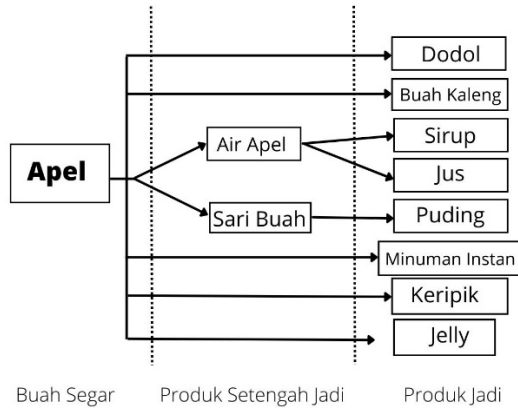 Dodol
Buah Kaleng
Sirup
Air Apel
Apel
Jus
Sari Buah
Puding
Minuman Instan
Keripik
Jelly
Buah Segar
Produk Setengah Jadi
Produk Jadi